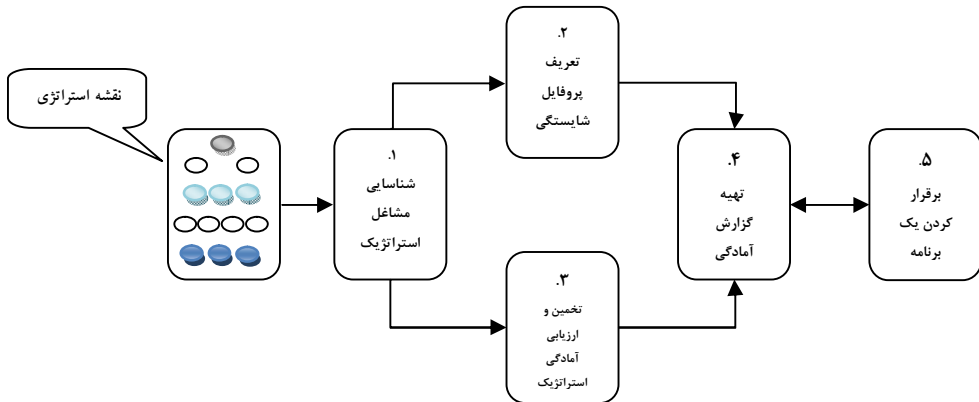 نقشه استراتژی
.۱
شناسایی
مشاغل
استراتژیک
.۲
تعریف
پروفایل
شایستگی
.۳
تخمین و
ارزیابی
آمادگی
استراتژیک
.۴
تهیه
گزارش
آمادگی
.۵
برقرار
کردن یک
برنامه